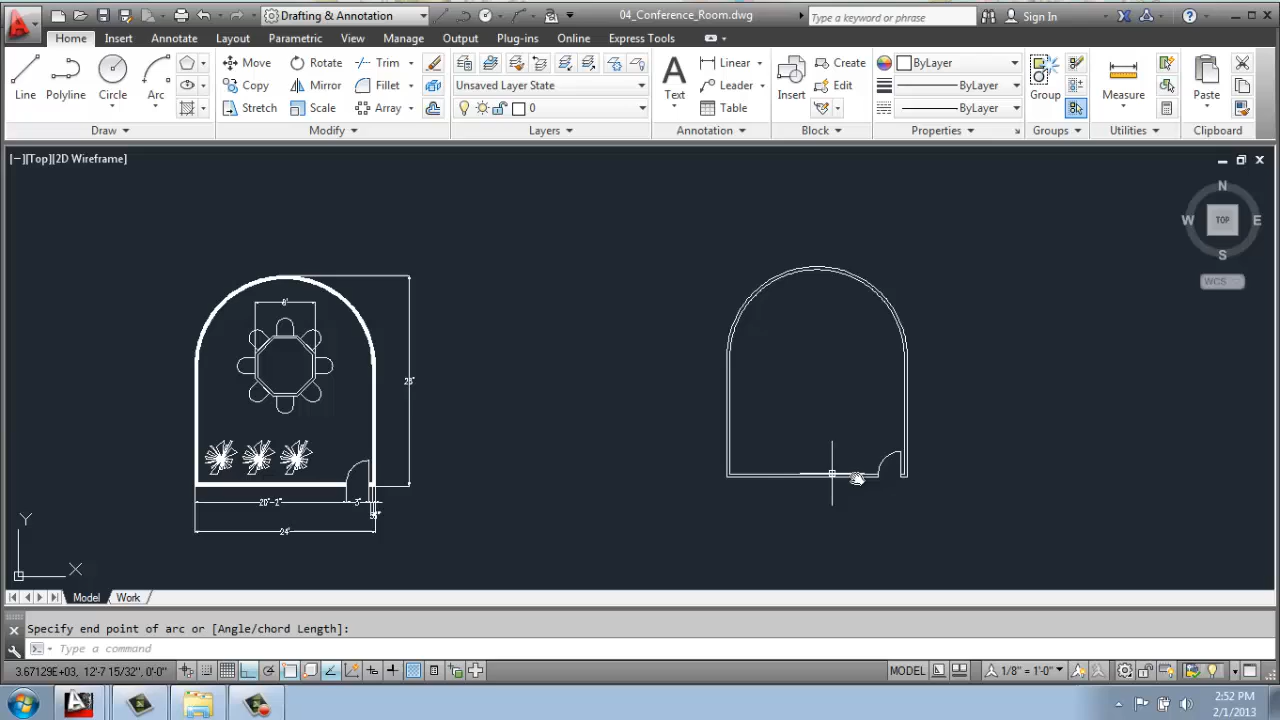 Drafting & Annotation
04_Conference_Room.dwg
Type a keyword or phrase
Sign In
Home Insert Annotate Layout Parametric View Manage Output Plug-ins Online Express Tools
Line
Polyline
Circle
Arc
Move Rotate Trim
Copy Mirror Fillet
Stretch Scale Array
Unsaved Layer State
0
Text
Linear
Leader
Table
Insert
Create
Edit
ByLayer
ByLayer
ByLayer
Group
Measure
Paste
Draw Modify Layers Annotation Block Properties Groups Utilities Clipboard
[−][Top][2D Wireframe]
N
W TOP E
S
WCS
6'
20'-2" 3'
24'
Y
X
Model Work
Specify end point of arc or [Angle/chord Length]:
Type a command
3.67129E+03, 12'-7 15/32", 0'-0"
MODEL
1/8" = 1'-0"
2:52 PM
2/1/2013